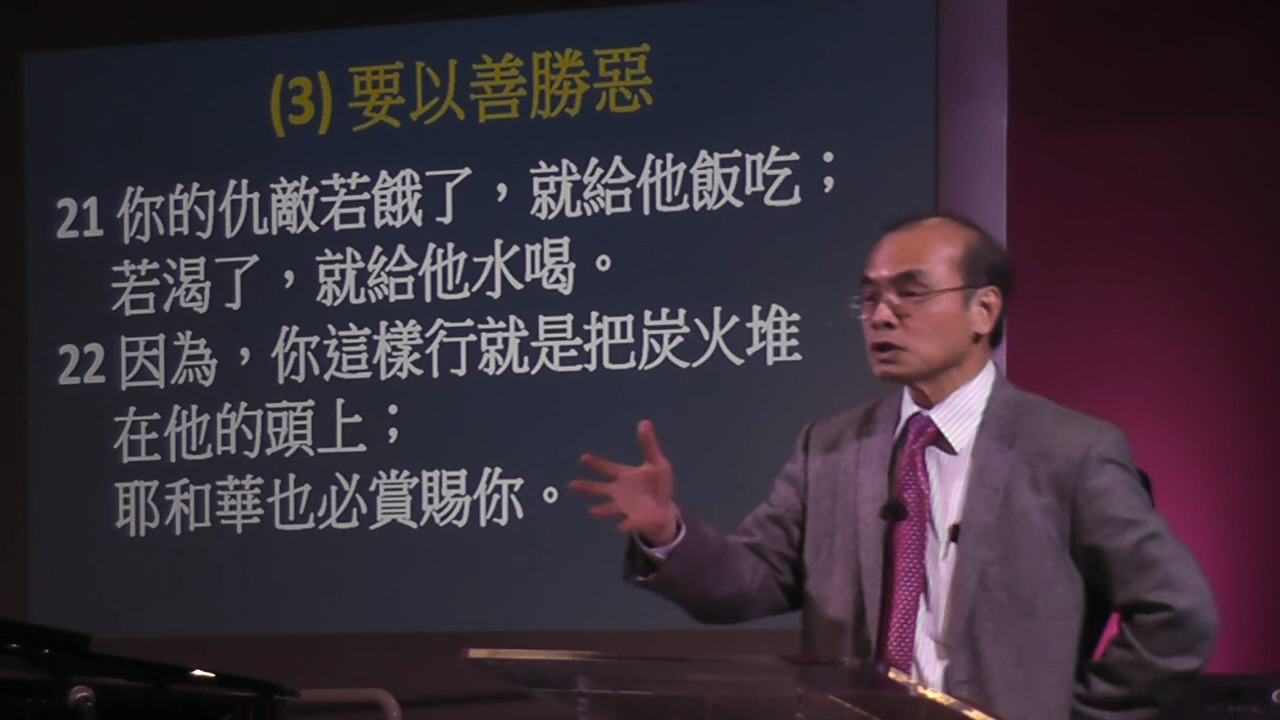 (3) 要以善勝惡
21 你的仇敵若餓了，就給他飯吃；
若渴了，就給他水喝。
22 因為，你這樣行就是把炭火堆
在他的頭上；
耶和華也必賞賜你。